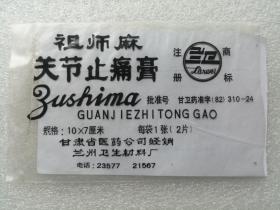 祖师麻
关节止痛膏
注册
商标
Zushima
批准号 甘卫药准字(82)310-24
GUANJIEZHITONGGAO
规格：10×7厘米 每袋1张(2片)
甘肃省医药公司经销
兰州卫生材料厂
电话：23577 21567